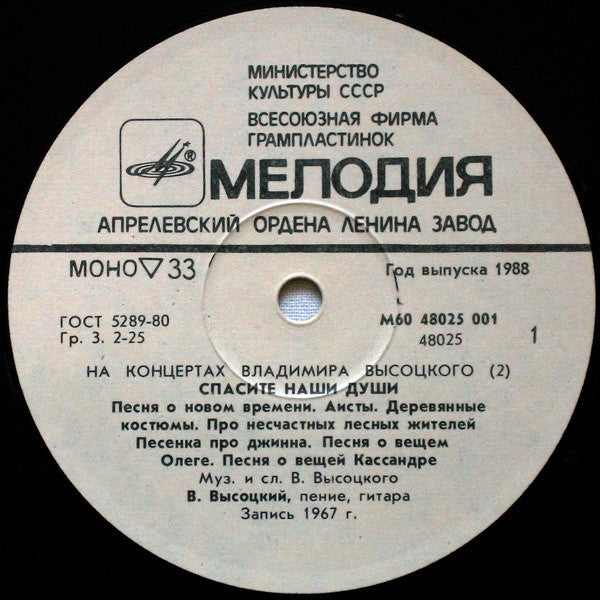 МИНИСТЕРСТВО
КУЛЬТУРЫ СССР
ВСЕСОЮЗНАЯ ФИРМА
ГРАМПЛАСТИНОК
®
МЕЛОДИЯ
АПРЕЛЕВСКИЙ ОРДЕНА ЛЕНИНА ЗАВОД
МОНО▽33 Год выпуска 1988
ГОСТ 5289-80 М60 48025 001
Гр. 3. 2-25 48025 1
НА КОНЦЕРТАХ ВЛАДИМИРА ВЫСОЦКОГО (2)
СПАСИТЕ НАШИ ДУШИ
Песня о новом времени. Аисты. Деревянные
костюмы. Про несчастных лесных жителей
Песенка про джинна. Песня о вещем
Олеге. Песня о вещей Кассандре
Муз. и сл. В. Высоцкого
В. Высоцкий, пение, гитара
Запись 1967 г.